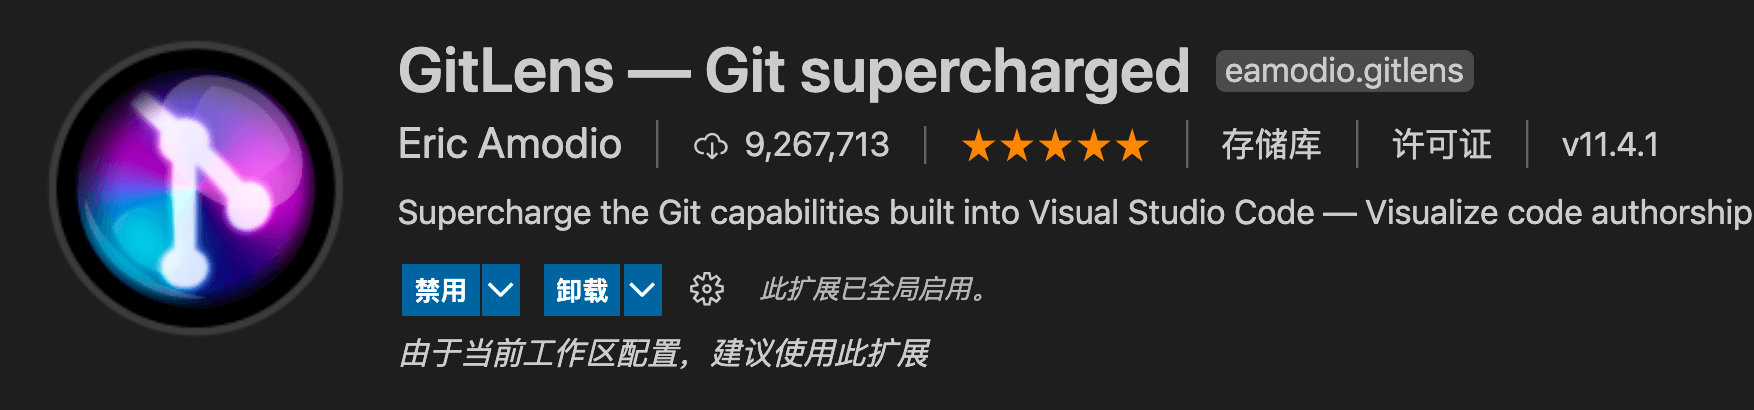 GitLens — Git supercharged eamodio.gitlens
Eric Amodio 9,267,713 ★★★★★ 存储库 许可证 v11.4.1
Supercharge the Git capabilities built into Visual Studio Code — Visualize code authorship
禁用 卸载 此扩展已全局启用。
由于当前工作区配置，建议使用此扩展